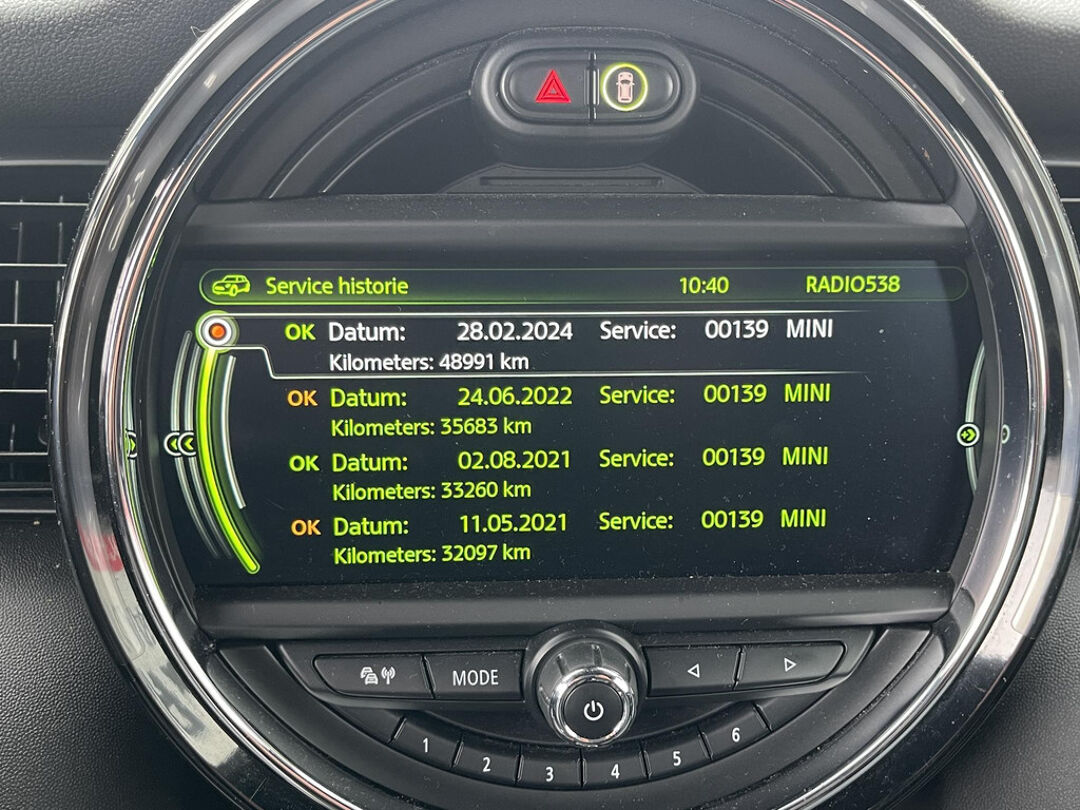 Service historie 10:40 RADIO538
OK Datum: 28.02.2024 Service: 00139 MINI
Kilometers: 48991 km
OK Datum: 24.06.2022 Service: 00139 MINI
Kilometers: 35683 km
OK Datum: 02.08.2021 Service: 00139 MINI
Kilometers: 33260 km
OK Datum: 11.05.2021 Service: 00139 MINI
Kilometers: 32097 km
MODE
1 2 3 4 5 6